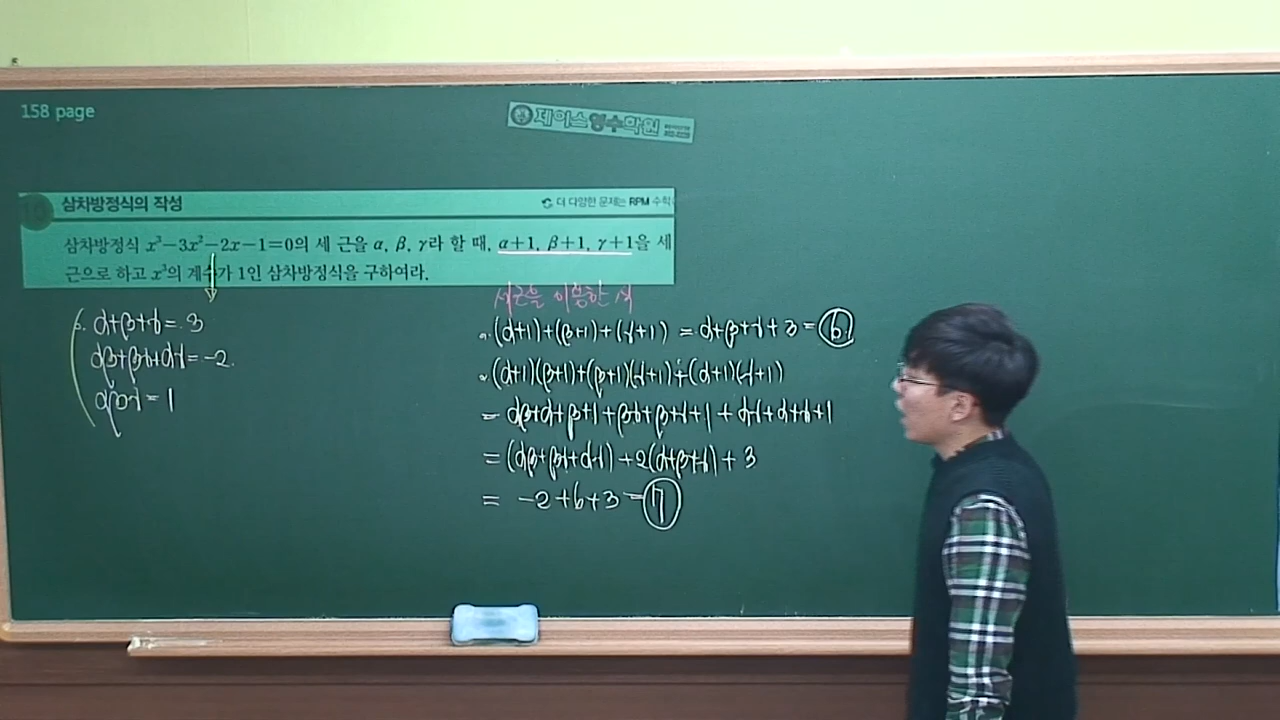 158 page
제이스영수학원
삼차방정식의 작성
더 다양한 문제는 RPM 수학
삼차방정식 x³-3x²-2x-1=0의 세 근을 α, β, γ라 할 때, α+1, β+1, γ+1을 세
근으로 하고 x³의 계수가 1인 삼차방정식을 구하여라.
α+β+γ = 3
αβ+βγ+αγ = -2
αβγ = 1
세근을 이용한 식
(α+1)+(β+1)+(γ+1) = α+β+γ+3 = 6
(α+1)(β+1)+(β+1)(γ+1)+(α+1)(γ+1)
= αβ+α+β+1+βγ+β+γ+1+αγ+α+γ+1
= (αβ+βγ+αγ)+2(α+β+γ)+3
= -2+6+3 = 7